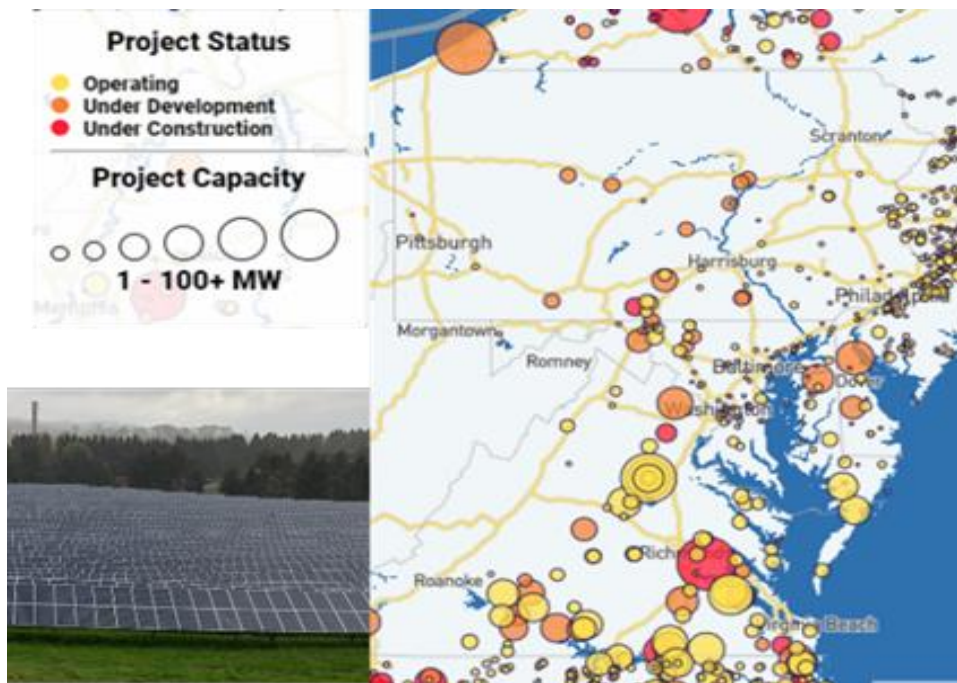 Project Status
Operating
Under Development
Under Construction
Project Capacity
1 - 100+ MW
Memphis
Scranton
Pittsburgh
Harrisburg
Philadelphia
Morgantown
Romney
Baltimore
Dover
Washington
Richmond
Roanoke
Virginia Beach